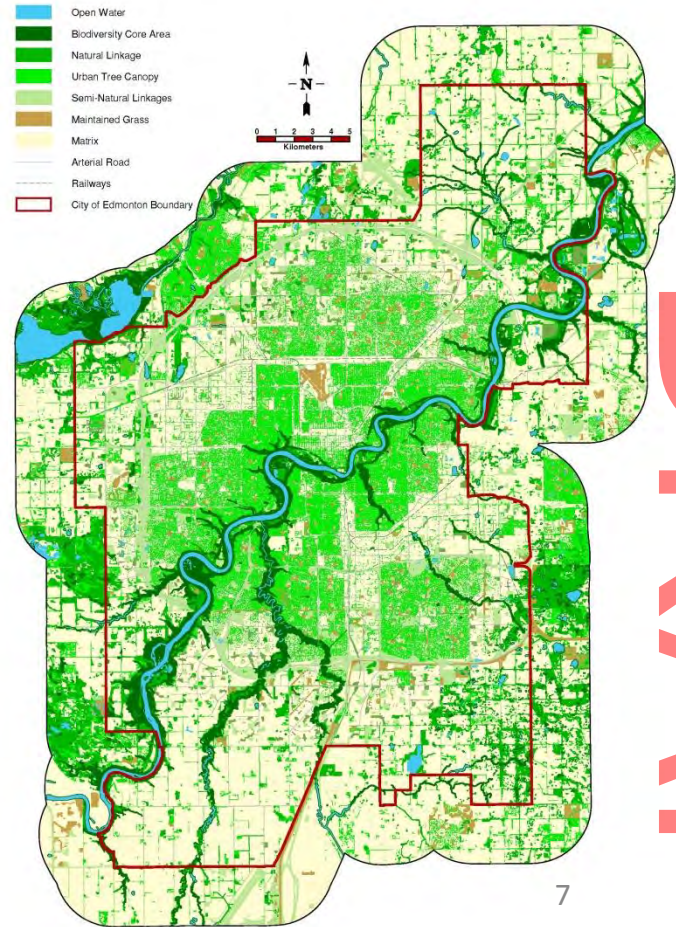 Open Water
Biodiversity Core Area
Natural Linkage
Urban Tree Canopy
Semi-Natural Linkages
Maintained Grass
Matrix
Arterial Road
Railways
City of Edmonton Boundary
N
0 1 2 3 4 5
Kilometers
7